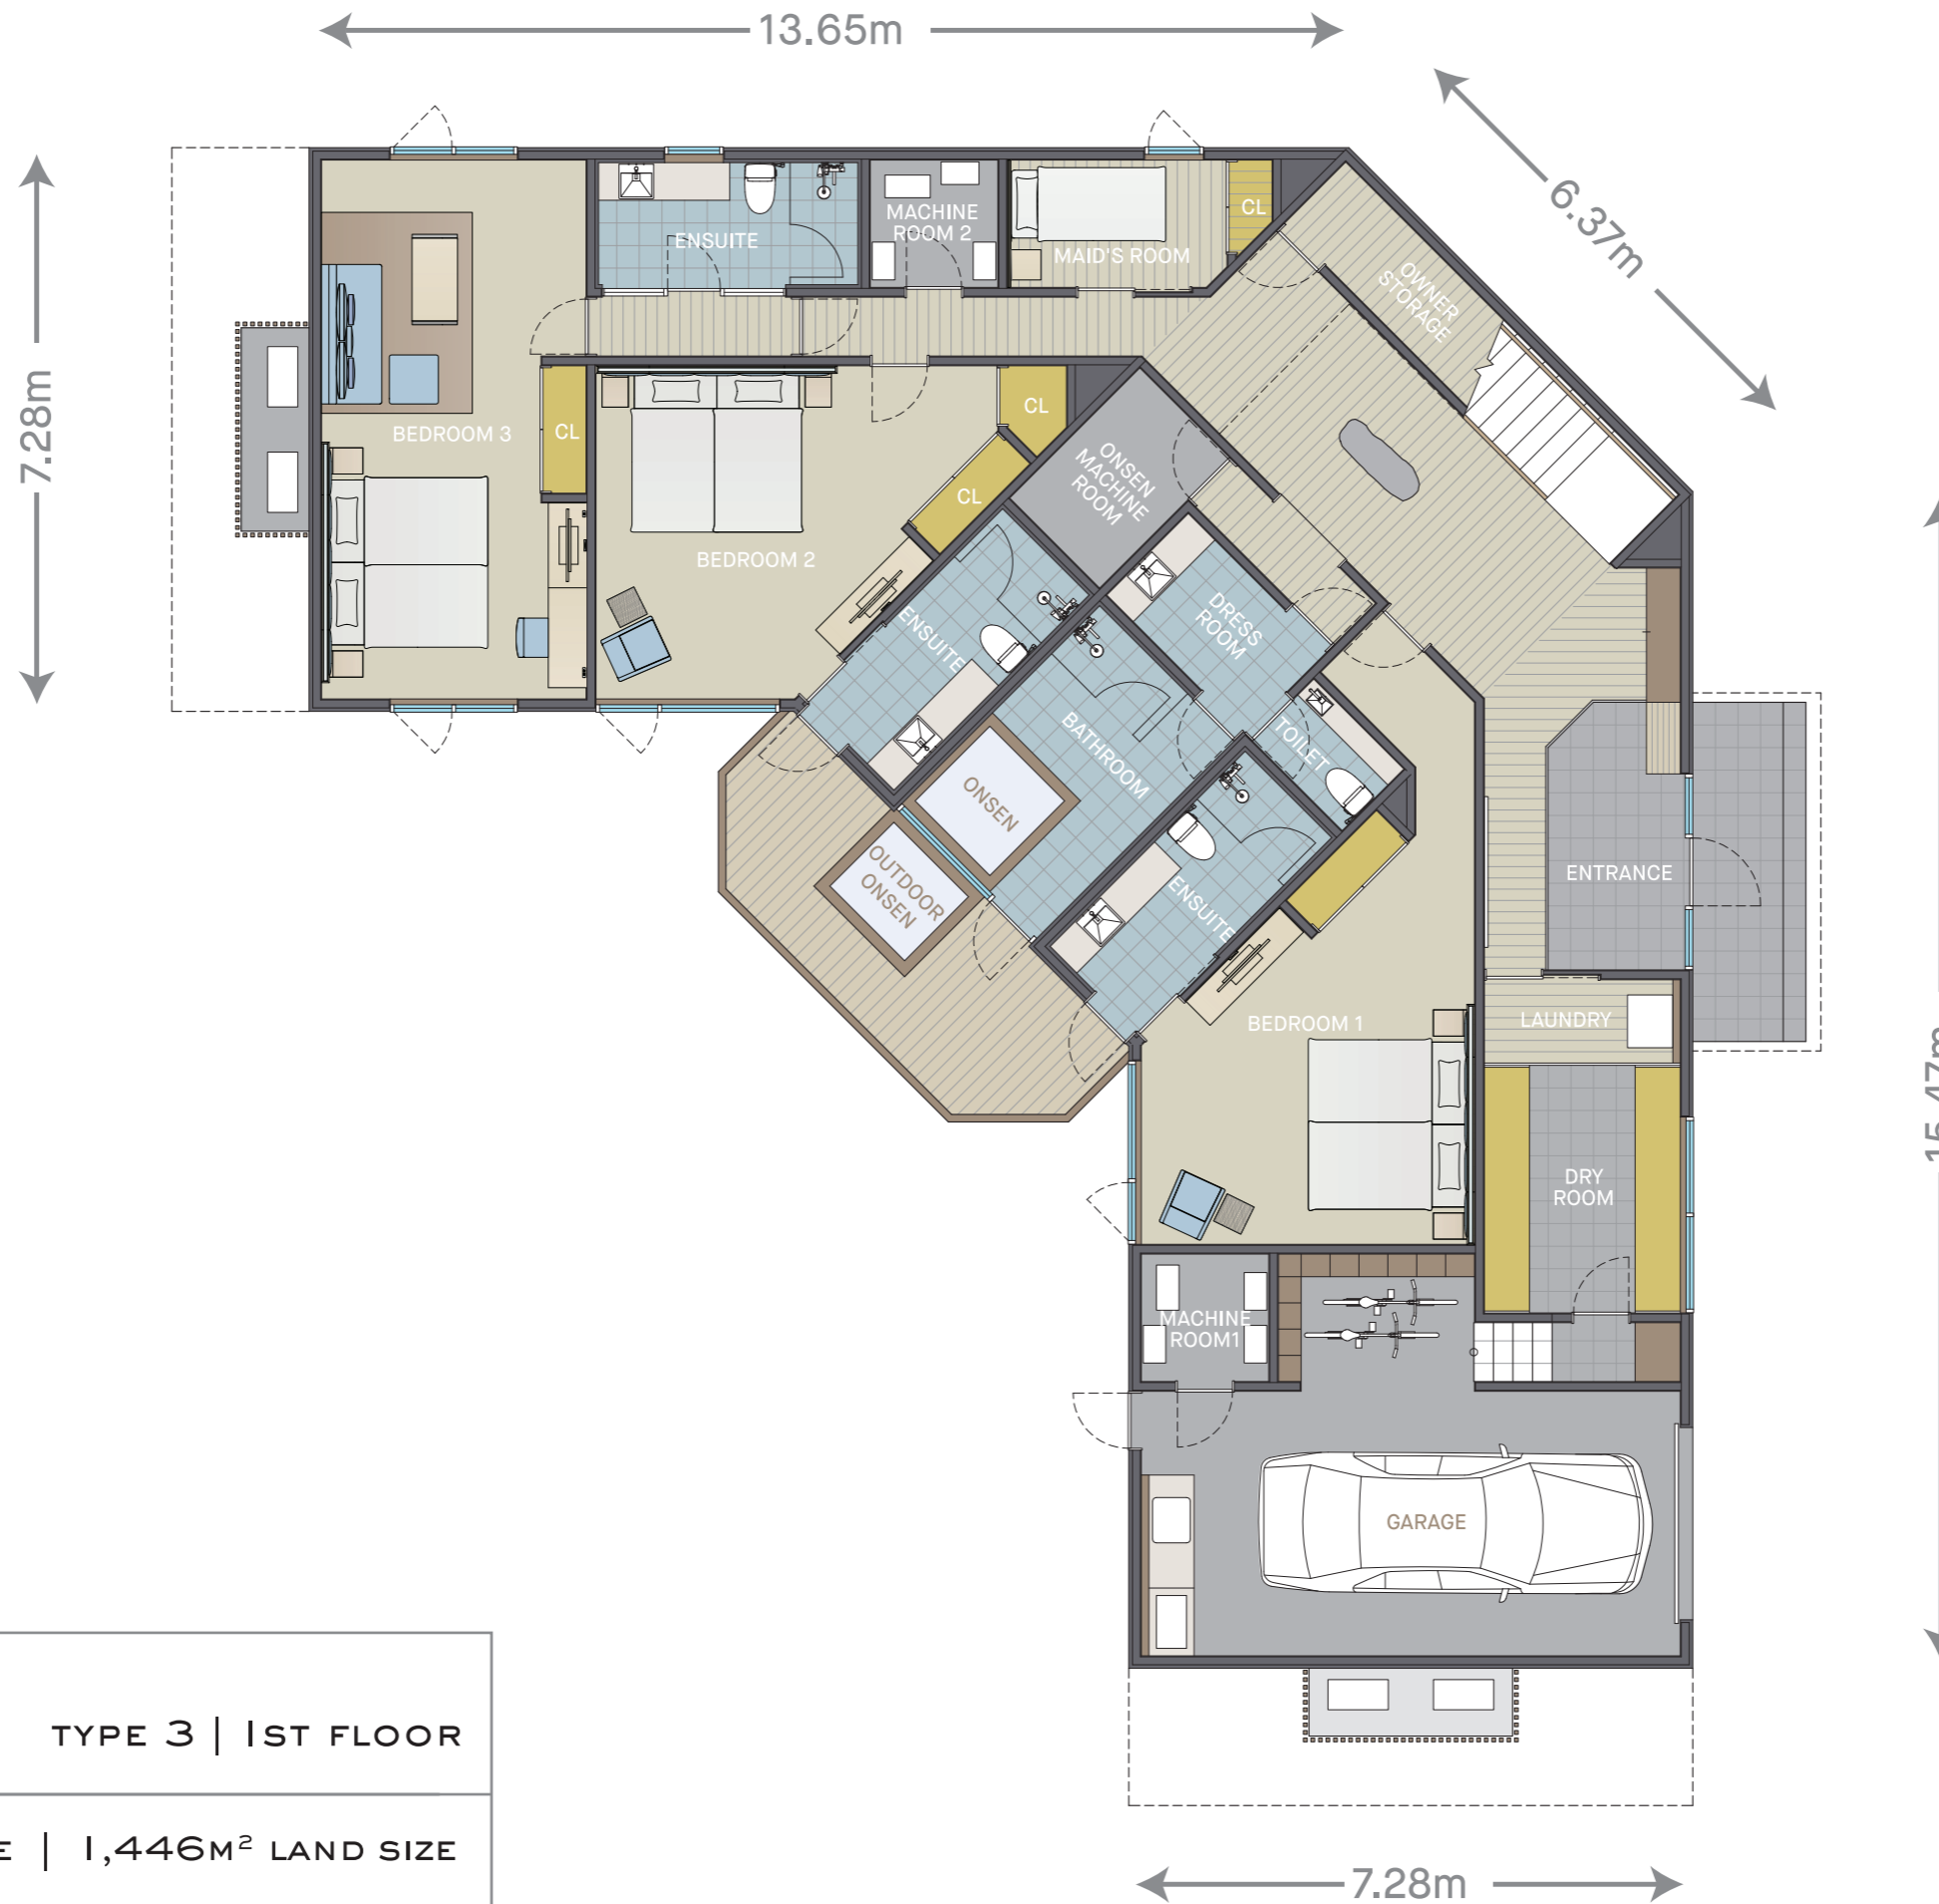 13.65m
6.37m
7.28m
ENSUITE
MACHINE
ROOM 2
MAID'S ROOM
CL
OWNER
STORAGE
BEDROOM 3
CL
CL
CL
ONSEN
MACHINE
ROOM
BEDROOM 2
ENSUITE
DRESS
ROOM
BATHROOM
TOILET
ONSEN
OUTDOOR
ONSEN
ENSUITE
ENTRANCE
BEDROOM 1
LAUNDRY
15.47m
DRY
ROOM
MACHINE
ROOM1
GARAGE
TYPE 3 | 1ST FLOOR
E | 1,446M² LAND SIZE
7.28m